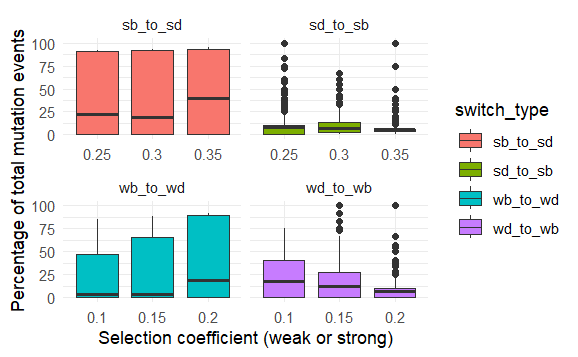 Percentage of total mutation events
sb_to_sd
sd_to_sb
100
75
50
25
0
0.25 0.3 0.35
0.25 0.3 0.35
wb_to_wd
wd_to_wb
100
75
50
25
0
0.1 0.15 0.2
0.1 0.15 0.2
Selection coefficient (weak or strong)
switch_type
sb_to_sd
sd_to_sb
wb_to_wd
wd_to_wb